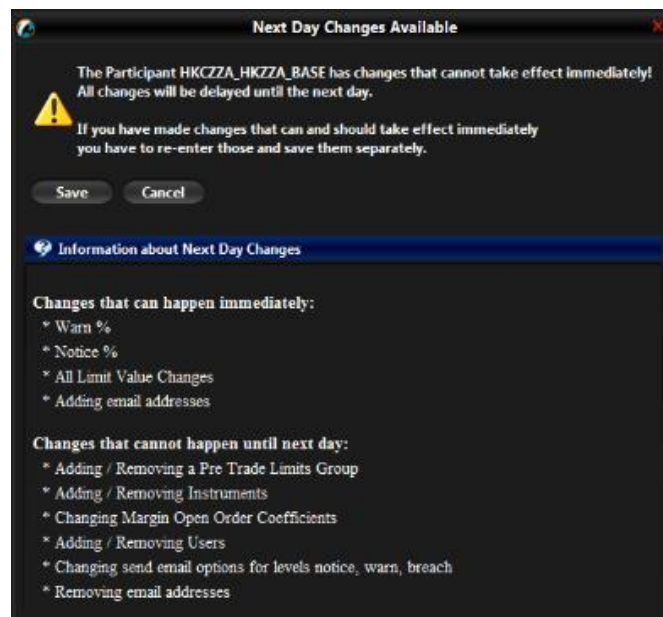 Next Day Changes Available
The Participant HKCZZA_HKZZA_BASE has changes that cannot take effect immediately!
All changes will be delayed until the next day.
If you have made changes that can and should take effect immediately
you have to re-enter those and save them separately.
Save Cancel
Information about Next Day Changes
Changes that can happen immediately:
* Warn %
* Notice %
* All Limit Value Changes
* Adding email addresses
Changes that cannot happen until next day:
* Adding / Removing a Pre Trade Limits Group
* Adding / Removing Instruments
* Changing Margin Open Order Coefficients
* Adding / Removing Users
* Changing send email options for levels notice, warn, breach
* Removing email addresses